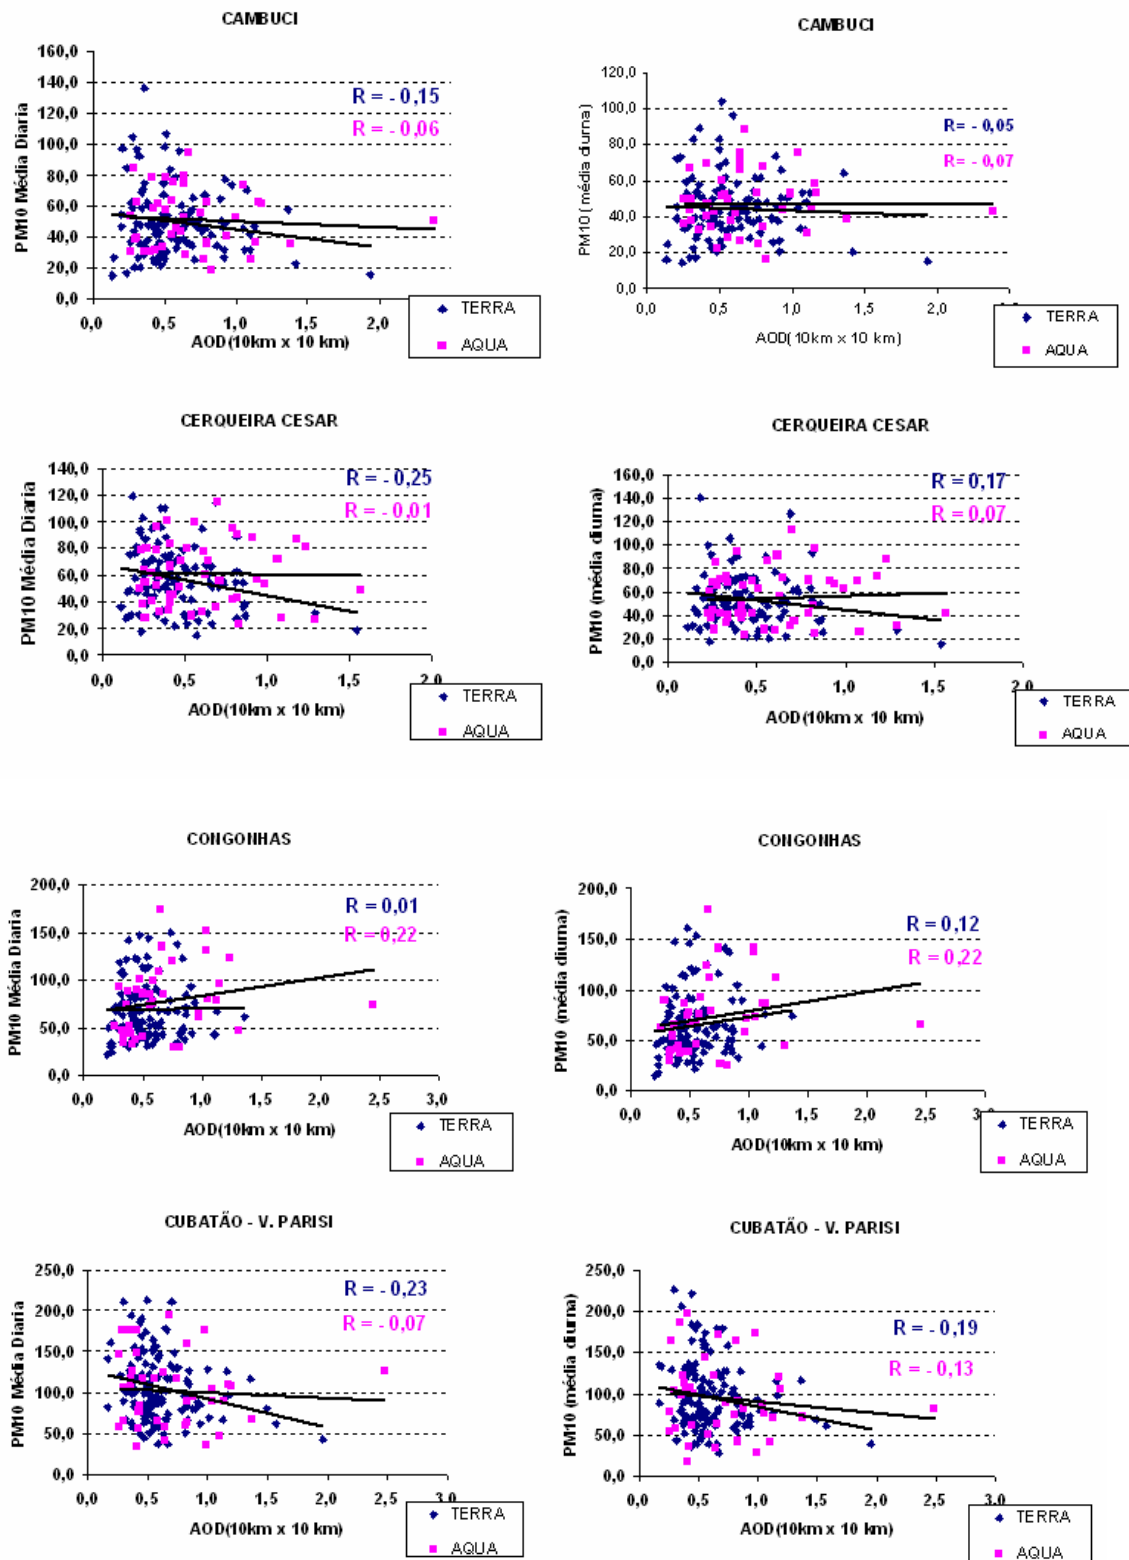 CAMBUCI
160,0
140,0
120,0
100,0
80,0
60,0
40,0
20,0
0,0
PM10 Média Diaria
R = - 0,15
R = - 0,06
0,0 0,5 1,0 1,5 2,0
AOD(10km x 10 km)
TERRA
AQUA
CAMBUCI
120,0
100,0
80,0
60,0
40,0
20,0
0,0
PM10 (média diurna)
R= - 0,05
R= - 0,07
0,0 0,5 1,0 1,5 2,0
AOD(10km x 10 km)
TERRA
AQUA
CERQUEIRA CESAR
140,0
120,0
100,0
80,0
60,0
40,0
20,0
0,0
PM10 Média Diaria
R = - 0,25
R = - 0,01
0,0 0,5 1,0 1,5 2,0
AOD(10km x 10 km)
TERRA
AQUA
CERQUEIRA CESAR
160,0
140,0
120,0
100,0
80,0
60,0
40,0
20,0
0,0
PM10 (média diurna)
R = 0,17
R = 0,07
0,0 0,5 1,0 1,5 2,0
AOD(10km x 10 km)
TERRA
AQUA
CONGONHAS
200,0
150,0
100,0
50,0
0,0
PM10 Média Diaria
R = 0,01
R = 0,22
0,0 0,5 1,0 1,5 2,0 2,5 3,0
AOD(10km x 10 km)
TERRA
AQUA
CONGONHAS
200,0
150,0
100,0
50,0
0,0
PM10 (média diurna)
R = 0,12
R = 0,22
0,0 0,5 1,0 1,5 2,0 2,5 3,0
AOD(10km x 10 km)
TERRA
AQUA
CUBATÃO - V. PARISI
250,0
200,0
150,0
100,0
50,0
0,0
PM10 Média Diaria
R = - 0,23
R = - 0,07
0,0 0,5 1,0 1,5 2,0 2,5 3,0
AOD(10km x 10 km)
TERRA
AQUA
CUBATÃO - V. PARISI
250,0
200,0
150,0
100,0
50,0
0,0
PM10 (média diurna)
R = - 0,19
R = - 0,13
0,0 0,5 1,0 1,5 2,0 2,5 3,0
AOD(10km x 10 km)
TERRA
AQUA